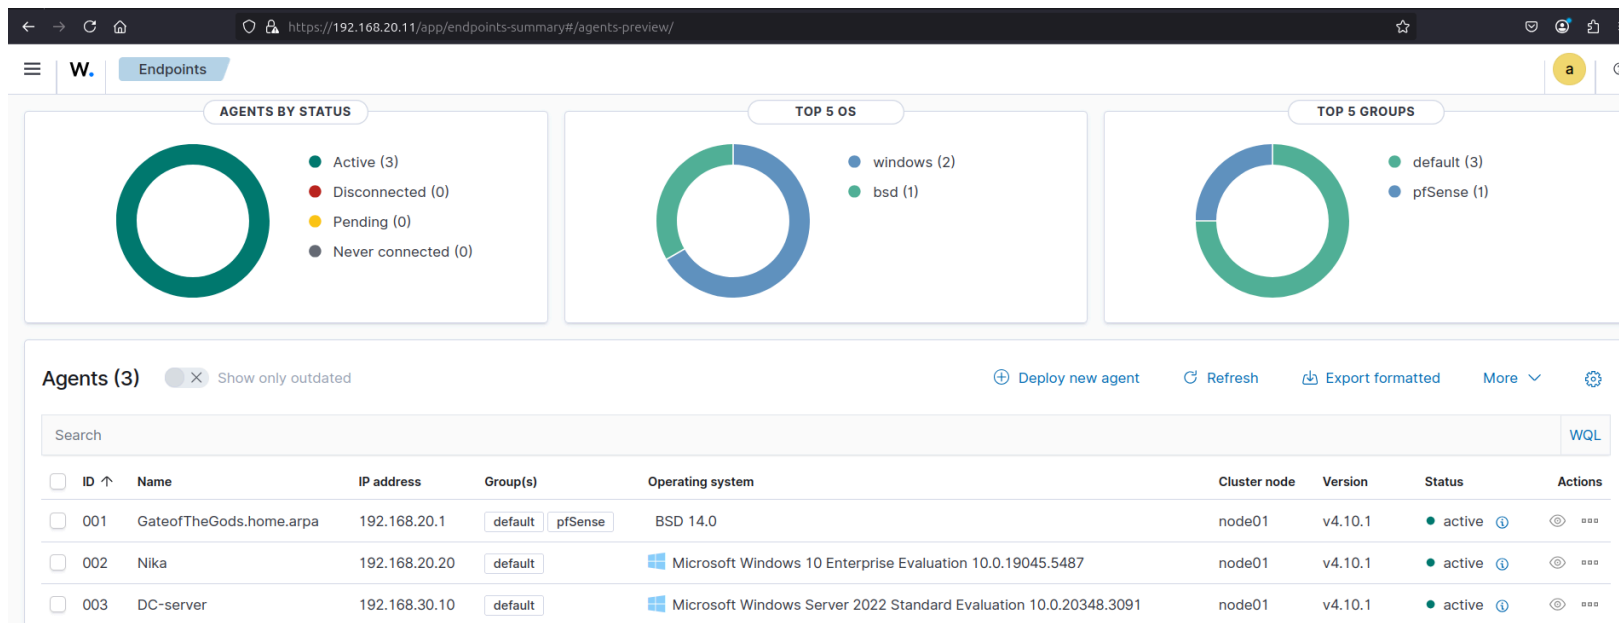 https://192.168.20.11/app/endpoints-summary#/agents-preview/
W. Endpoints a
AGENTS BY STATUS
Active (3)
Disconnected (0)
Pending (0)
Never connected (0)
TOP 5 OS
windows (2)
bsd (1)
TOP 5 GROUPS
default (3)
pfSense (1)
Agents (3) Show only outdated Deploy new agent Refresh Export formatted More
Search WQL
ID Name IP address Group(s) Operating system Cluster node Version Status Actions
001 GateofTheGods.home.arpa 192.168.20.1 default pfSense BSD 14.0 node01 v4.10.1 active
002 Nika 192.168.20.20 default Microsoft Windows 10 Enterprise Evaluation 10.0.19045.5487 node01 v4.10.1 active
003 DC-server 192.168.30.10 default Microsoft Windows Server 2022 Standard Evaluation 10.0.20348.3091 node01 v4.10.1 active